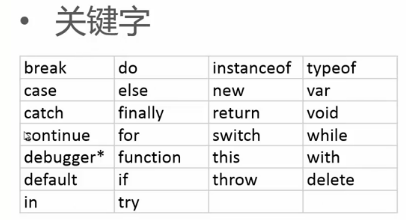 • 关键字
break do instanceof typeof
case else new var
catch finally return void
continue for switch while
debugger* function this with
default if throw delete
in try